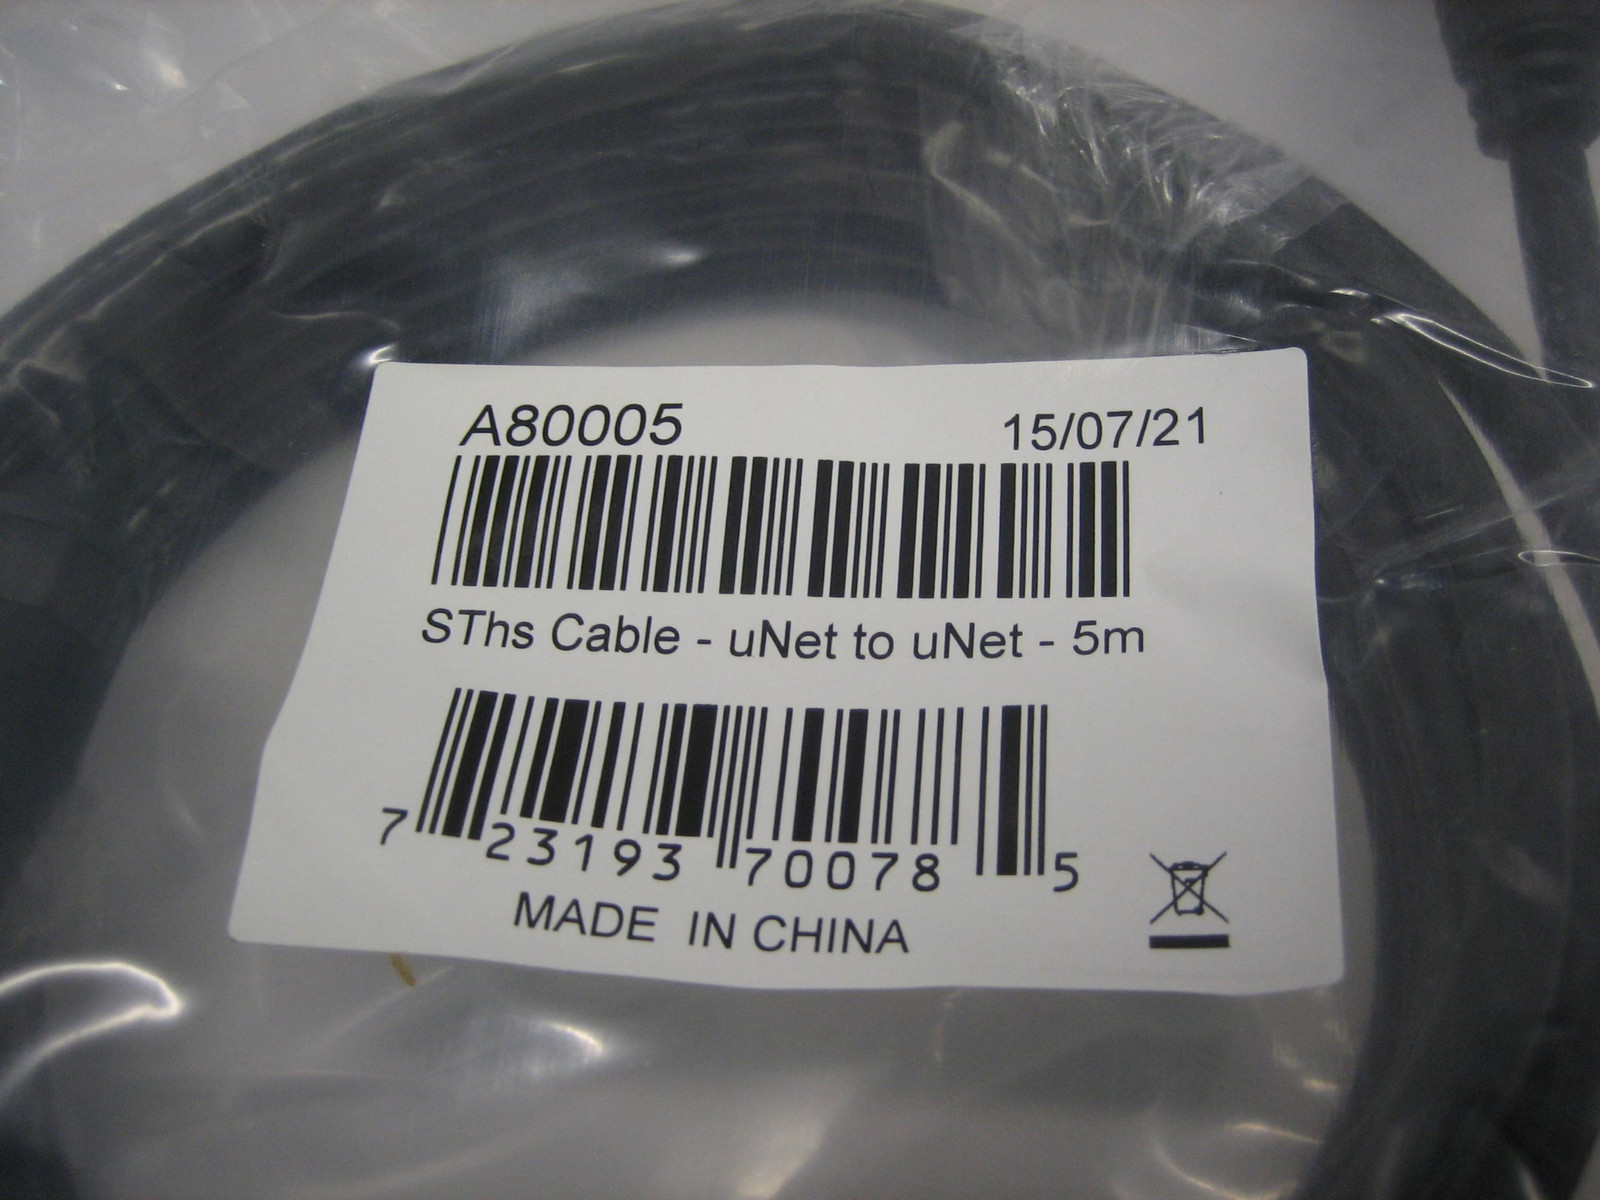 A80005 15/07/21
SThs Cable - uNet to uNet - 5m
7 23193 70078 5
MADE IN CHINA